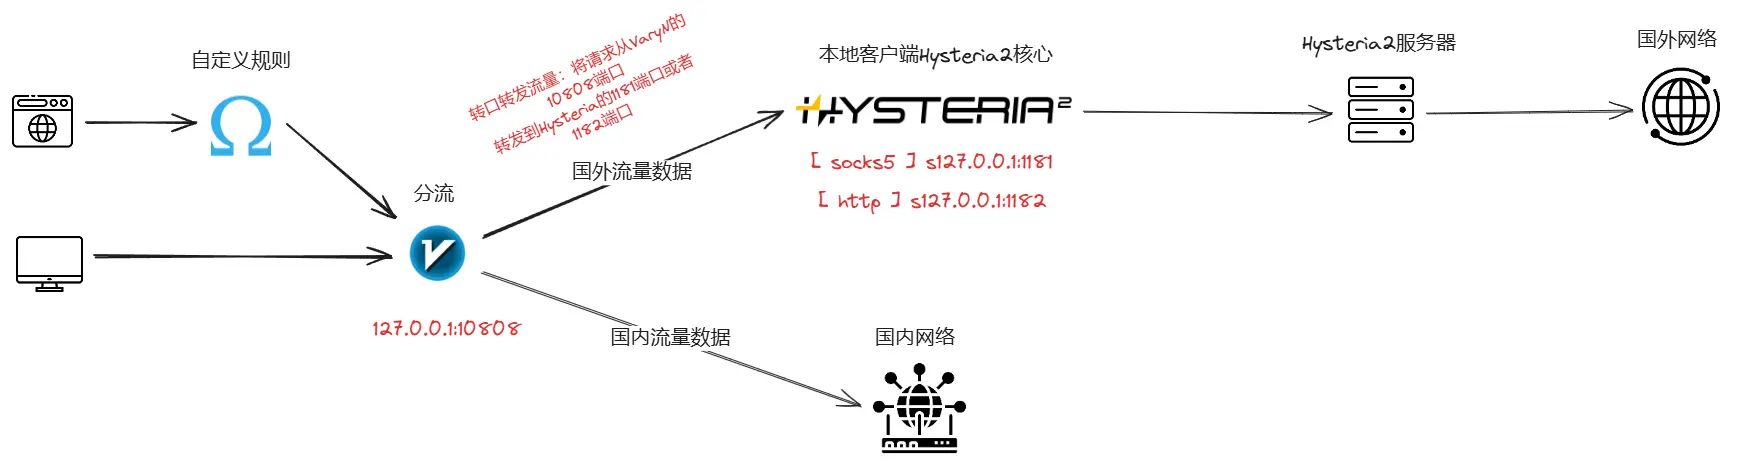 自定义规则
分流
127.0.0.1:10808
转口转发流量：将请求从VaryN的
10808端口
转发到Hysteria的1181端口或者
1182端口
国外流量数据
国内流量数据
本地客户端Hysteria2核心
HYSTERIA2
[ socks5 ] s127.0.0.1:1181
[ http ] s127.0.0.1:1182
国内网络
Hysteria2服务器
国外网络